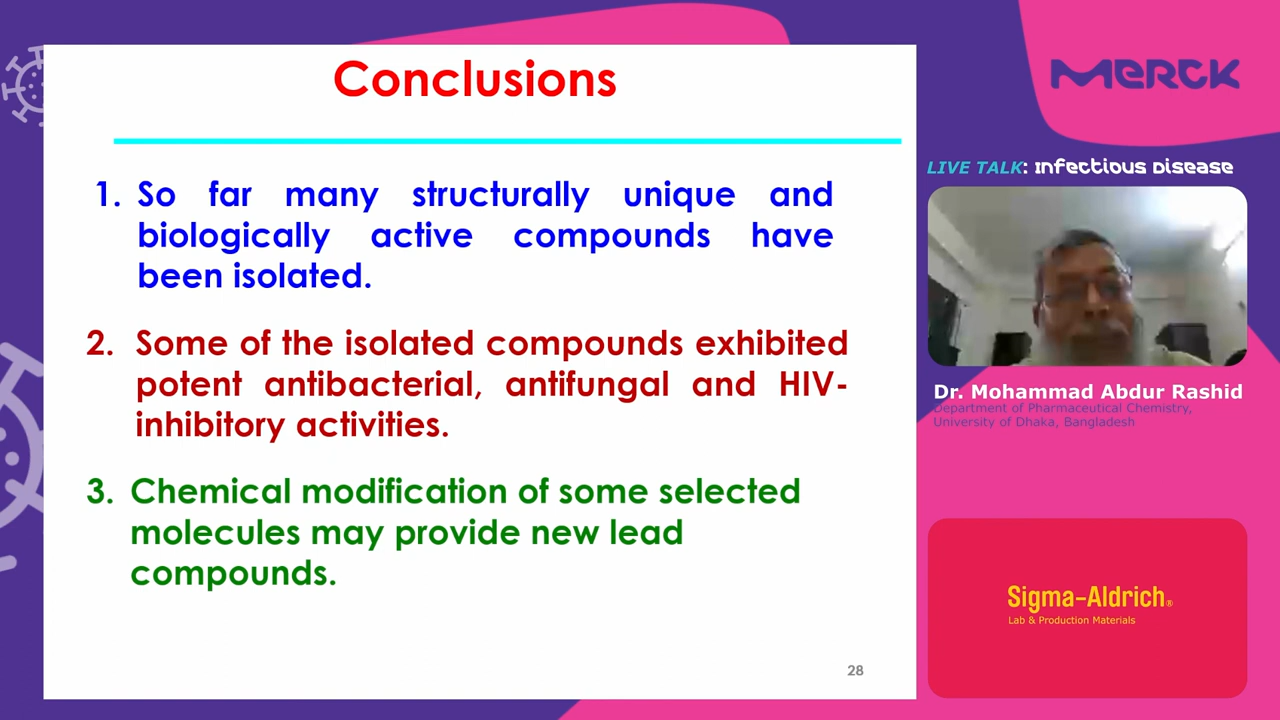 Conclusions
1. So far many structurally unique and
biologically active compounds have
been isolated.
2. Some of the isolated compounds exhibited
potent antibacterial, antifungal and HIV-
inhibitory activities.
3. Chemical modification of some selected
molecules may provide new lead
compounds.
28
MERCK
LIVE TALK: Infectious Disease
Dr. Mohammad Abdur Rashid
Department of Pharmaceutical Chemistry,
University of Dhaka, Bangladesh
Sigma-Aldrich®
Lab & Production Materials